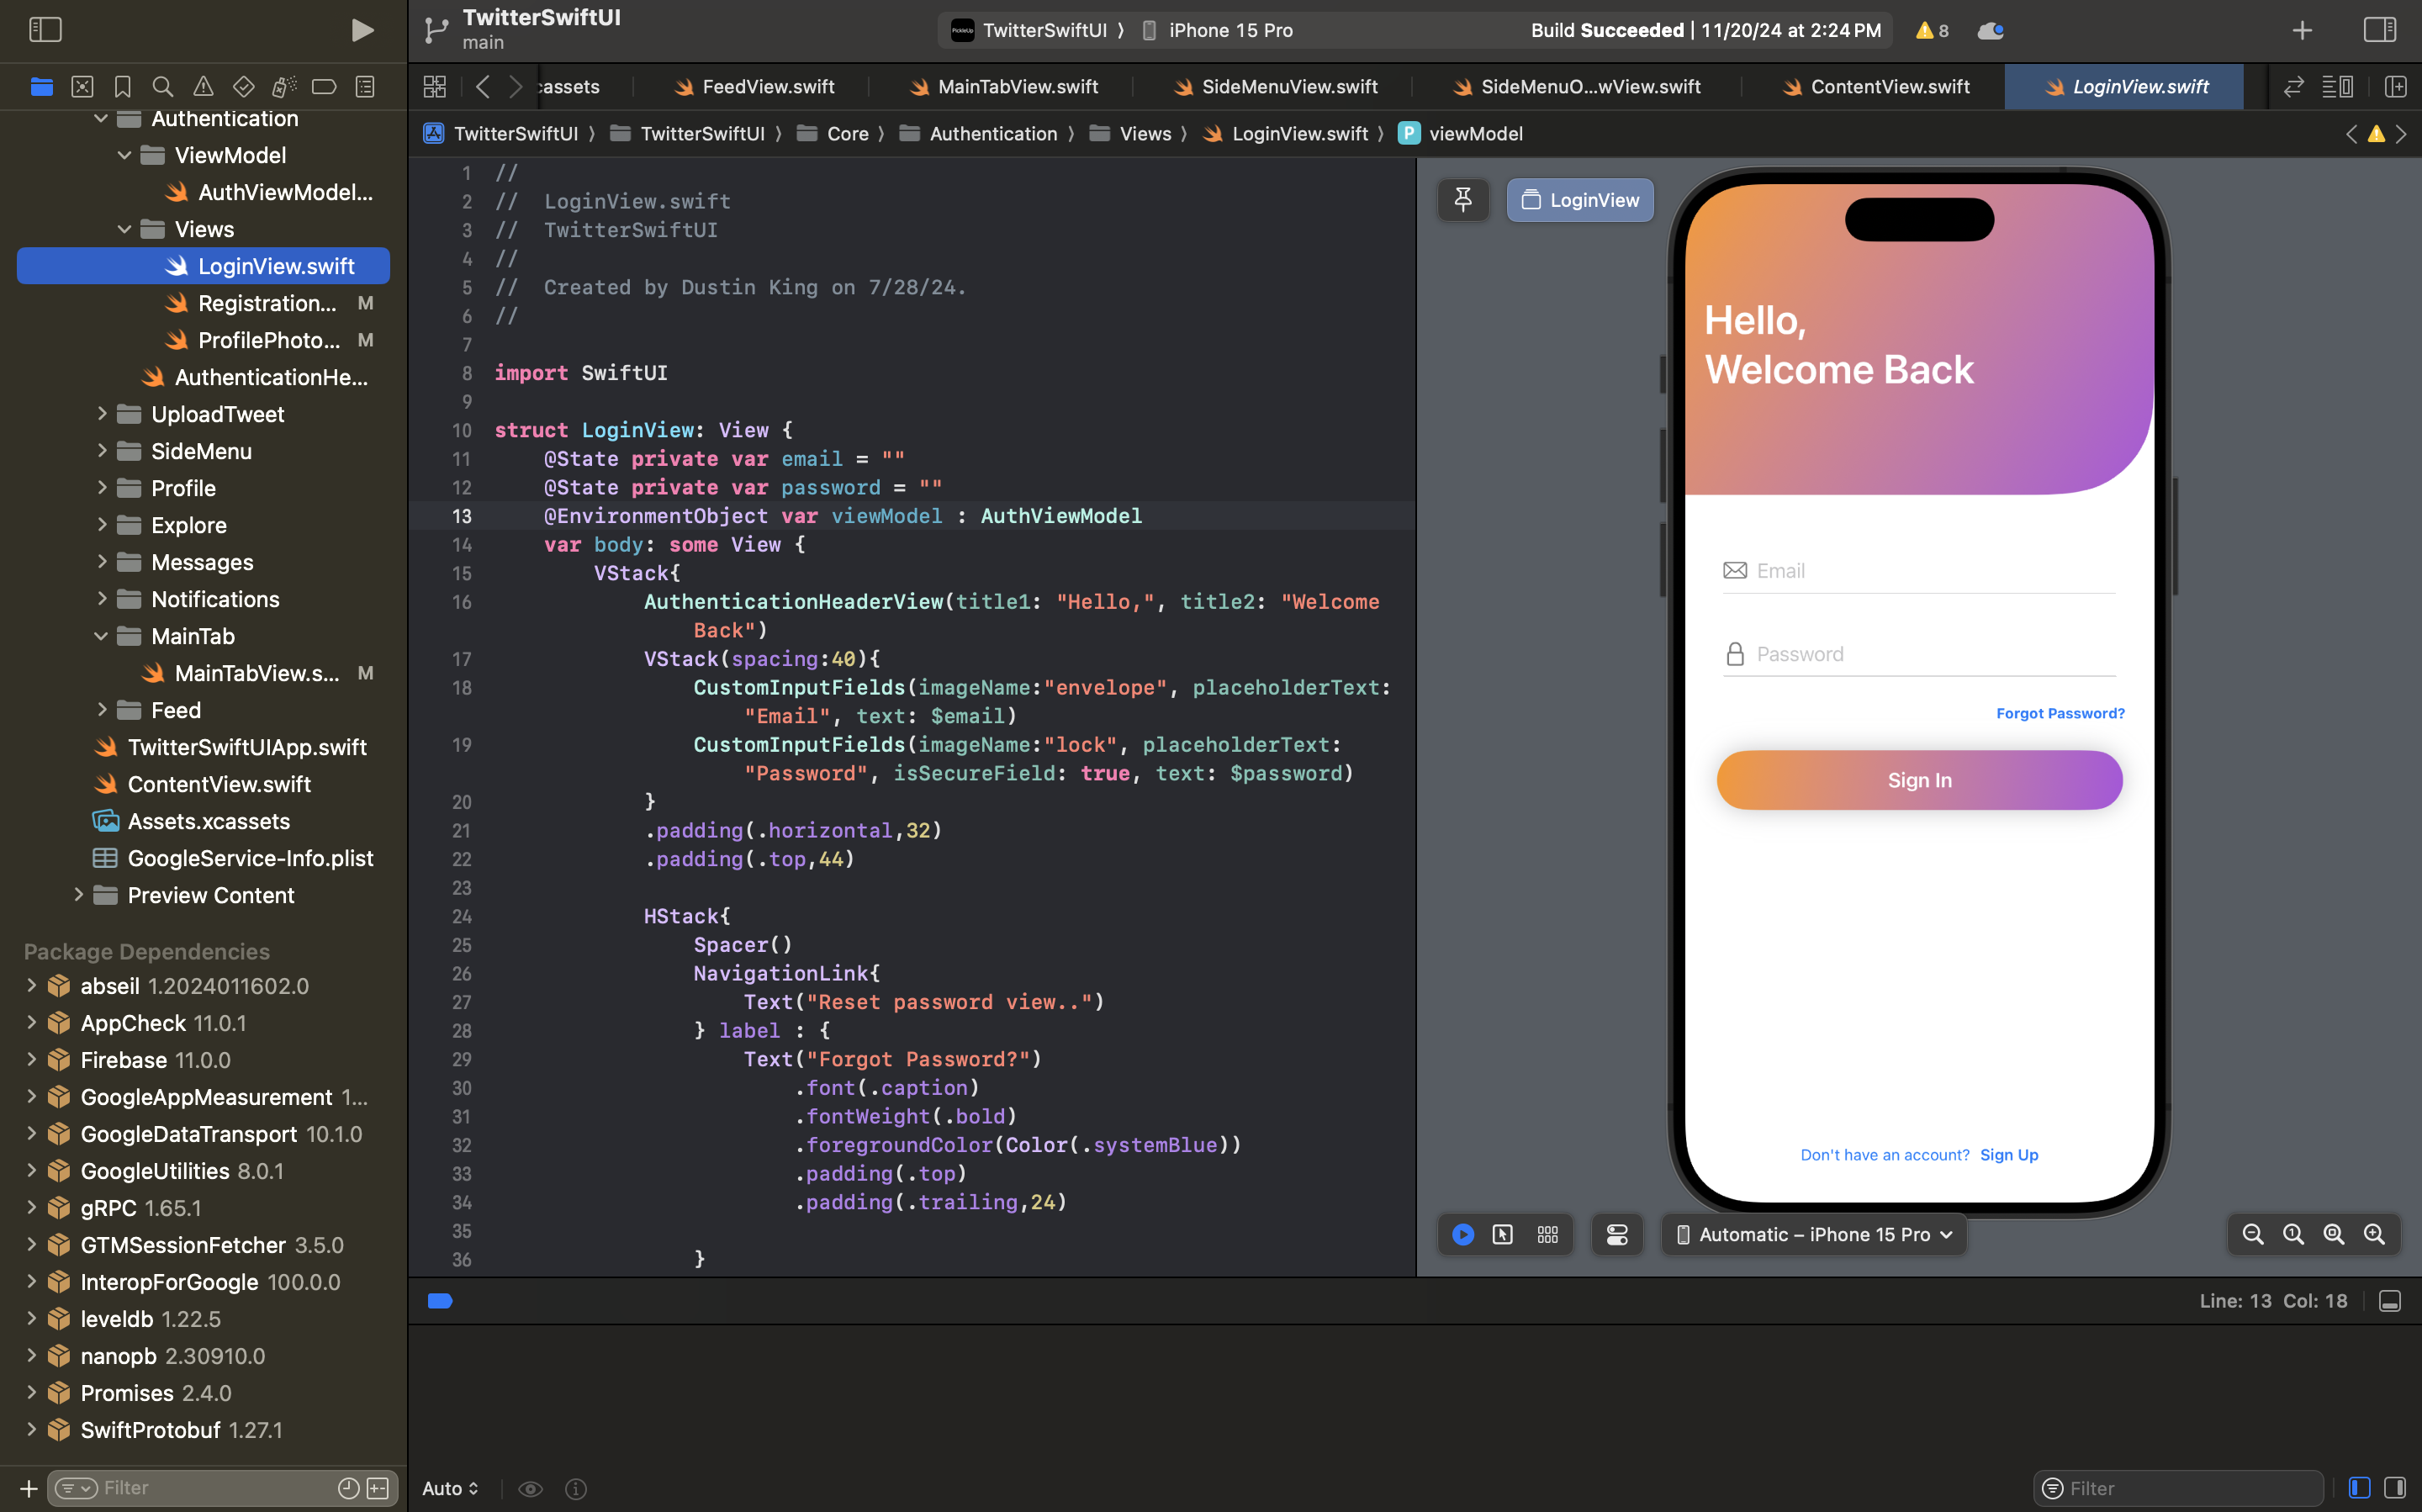 TwitterSwiftUI
main
TwitterSwiftUI 〉 iPhone 15 Pro
Build Succeeded | 11/20/24 at 2:24 PM
8
cassets
FeedView.swift
MainTabView.swift
SideMenuView.swift
SideMenuO...wView.swift
ContentView.swift
LoginView.swift
TwitterSwiftUI 〉 TwitterSwiftUI 〉 Core 〉 Authentication 〉 Views 〉 LoginView.swift 〉 P viewModel
Authentication
ViewModel
AuthViewModel...
Views
LoginView.swift
Registration... M
ProfilePhoto... M
AuthenticationHe...
UploadTweet
SideMenu
Profile
Explore
Messages
Notifications
MainTab
MainTabView.s... M
Feed
TwitterSwiftUIApp.swift
ContentView.swift
Assets.xcassets
GoogleService-Info.plist
Preview Content
Package Dependencies
abseil 1.2024011602.0
AppCheck 11.0.1
Firebase 11.0.0
GoogleAppMeasurement 1...
GoogleDataTransport 10.1.0
GoogleUtilities 8.0.1
gRPC 1.65.1
GTMSessionFetcher 3.5.0
InteropForGoogle 100.0.0
leveldb 1.22.5
nanopb 2.30910.0
Promises 2.4.0
SwiftProtobuf 1.27.1
Filter
1 //
2 //  LoginView.swift
3 //  TwitterSwiftUI
4 //
5 //  Created by Dustin King on 7/28/24.
6 //
7
8 import SwiftUI
9
10 struct LoginView: View {
11     @State private var email = ""
12     @State private var password = ""
13     @EnvironmentObject var viewModel : AuthViewModel
14     var body: some View {
15         VStack{
16             AuthenticationHeaderView(title1: "Hello,", title2: "Welcome
                Back")
17             VStack(spacing:40){
18                 CustomInputFields(imageName:"envelope", placeholderText:
                    "Email", text: $email)
19                 CustomInputFields(imageName:"lock", placeholderText:
                    "Password", isSecureField: true, text: $password)
20             }
21             .padding(.horizontal,32)
22             .padding(.top,44)
23
24             HStack{
25                 Spacer()
26                 NavigationLink{
27                     Text("Reset password view..")
28                 } label : {
29                     Text("Forgot Password?")
30                         .font(.caption)
31                         .fontWeight(.bold)
32                         .foregroundColor(Color(.systemBlue))
33                         .padding(.top)
34                         .padding(.trailing,24)
35
36                 }
LoginView
Hello,
Welcome Back
Email
Password
Forgot Password?
Sign In
Don't have an account? Sign Up
Automatic – iPhone 15 Pro
Line: 13 Col: 18
Auto
Filter